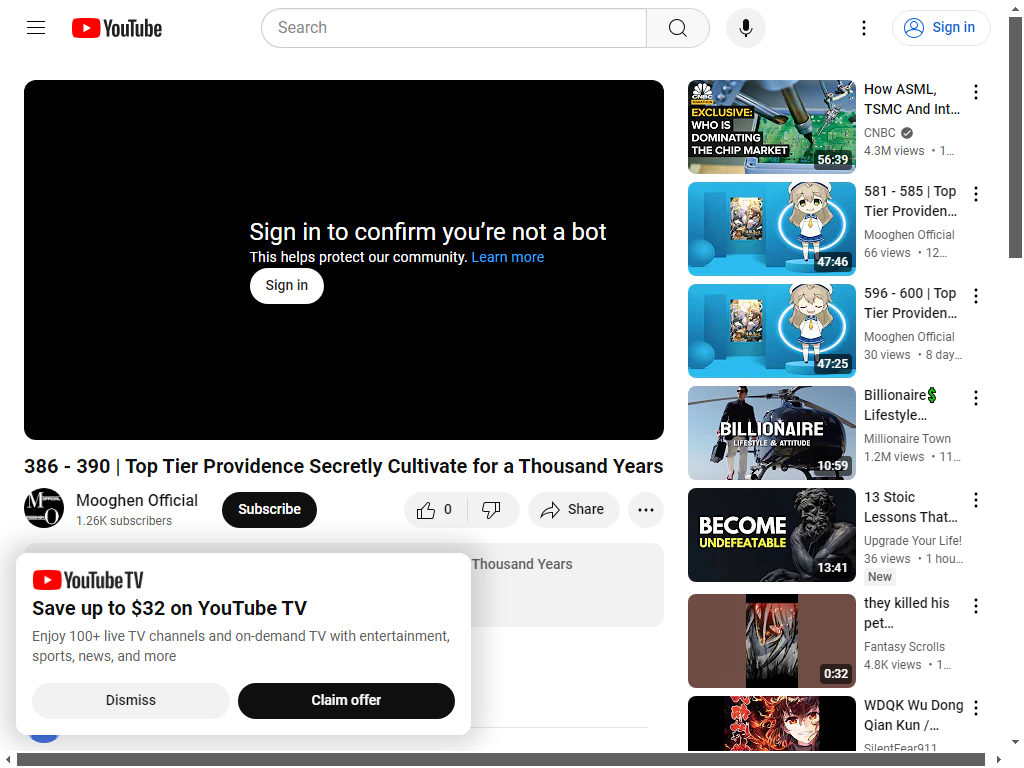 YouTube
Search
Sign in
Sign in to confirm you’re not a bot
This helps protect our community. Learn more
Sign in
386 - 390 | Top Tier Providence Secretly Cultivate for a Thousand Years
Mooghen Official
1.26K subscribers
Subscribe
0
Share
Thousand Years
YouTube TV
Save up to $32 on YouTube TV
Enjoy 100+ live TV channels and on-demand TV with entertainment,
sports, news, and more
Dismiss
Claim offer
CNBC
MARATHON
EXCLUSIVE:
WHO IS
DOMINATING
THE CHIP MARKET
56:39
How ASML,
TSMC And Int...
CNBC
4.3M views • 1...
47:46
581 - 585 | Top
Tier Providen...
Mooghen Official
66 views • 12...
47:25
596 - 600 | Top
Tier Providen...
Mooghen Official
30 views • 8 day...
BILLIONAIRE
LIFESTYLE & ATTITUDE
10:59
Billionaire💲
Lifestyle...
Millionaire Town
1.2M views • 11...
BECOME
UNDEFEATABLE
13:41
13 Stoic
Lessons That...
Upgrade Your Life!
36 views • 1 hou...
New
0:32
they killed his
pet...
Fantasy Scrolls
4.8K views • 1...
WDQK Wu Dong
Qian Kun /...
SilentFear911